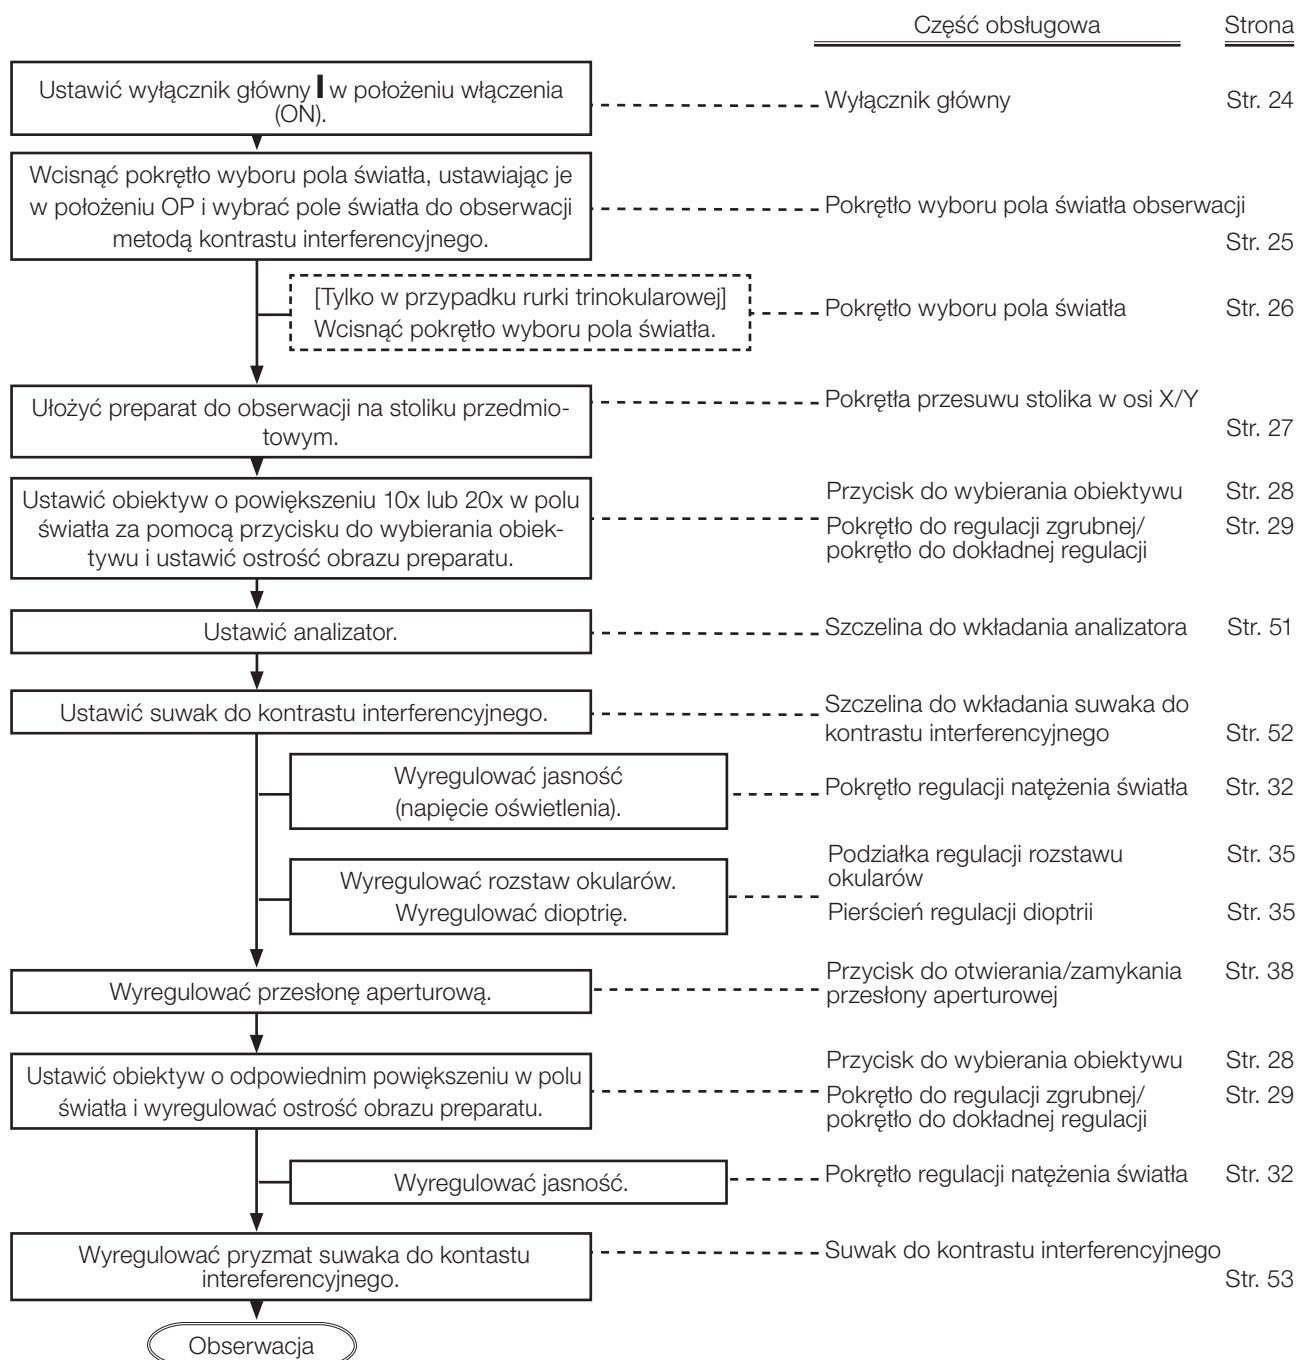 Część obsługowa Strona
Ustawić wyłącznik główny I w położeniu włączenia
(ON).
Wyłącznik główny Str. 24
Wcisnąć pokrętło wyboru pola światła, ustawiając je
w położeniu OP i wybrać pole światła do obserwacji
metodą kontrastu interferencyjnego.
Pokrętło wyboru pola światła obserwacji
Str. 25
[Tylko w przypadku rurki trinokularowej]
Wcisnąć pokrętło wyboru pola światła.
Pokrętło wyboru pola światła Str. 26
Ułożyć preparat do obserwacji na stoliku przedmio-
towym.
Pokrętła przesuwu stolika w osi X/Y
Str. 27
Ustawić obiektyw o powiększeniu 10x lub 20x w polu
światła za pomocą przycisku do wybierania obiek-
tywu i ustawić ostrość obrazu preparatu.
Przycisk do wybierania obiektywu Str. 28
Pokrętło do regulacji zgrubnej/ Str. 29
pokrętło do dokładnej regulacji
Ustawić analizator.
Szczelina do wkładania analizatora Str. 51
Ustawić suwak do kontrastu interferencyjnego.
Szczelina do wkładania suwaka do
kontrastu interferencyjnego Str. 52
Wyregulować jasność
(napięcie oświetlenia).
Pokrętło regulacji natężenia światła Str. 32
Wyregulować rozstaw okularów.
Wyregulować dioptrię.
Podziałka regulacji rozstawu Str. 35
okularów
Pierścień regulacji dioptrii Str. 35
Wyregulować przesłonę aperturową.
Przycisk do otwierania/zamykania Str. 38
przesłony aperturowej
Ustawić obiektyw o odpowiednim powiększeniu w polu
światła i wyregulować ostrość obrazu preparatu.
Przycisk do wybierania obiektywu Str. 28
Pokrętło do regulacji zgrubnej/ Str. 29
pokrętło do dokładnej regulacji
Wyregulować jasność.
Pokrętło regulacji natężenia światła Str. 32
Wyregulować pryzmat suwaka do kontastu
intereferencyjnego.
Suwak do kontrastu interferencyjnego
Str. 53
Obserwacja